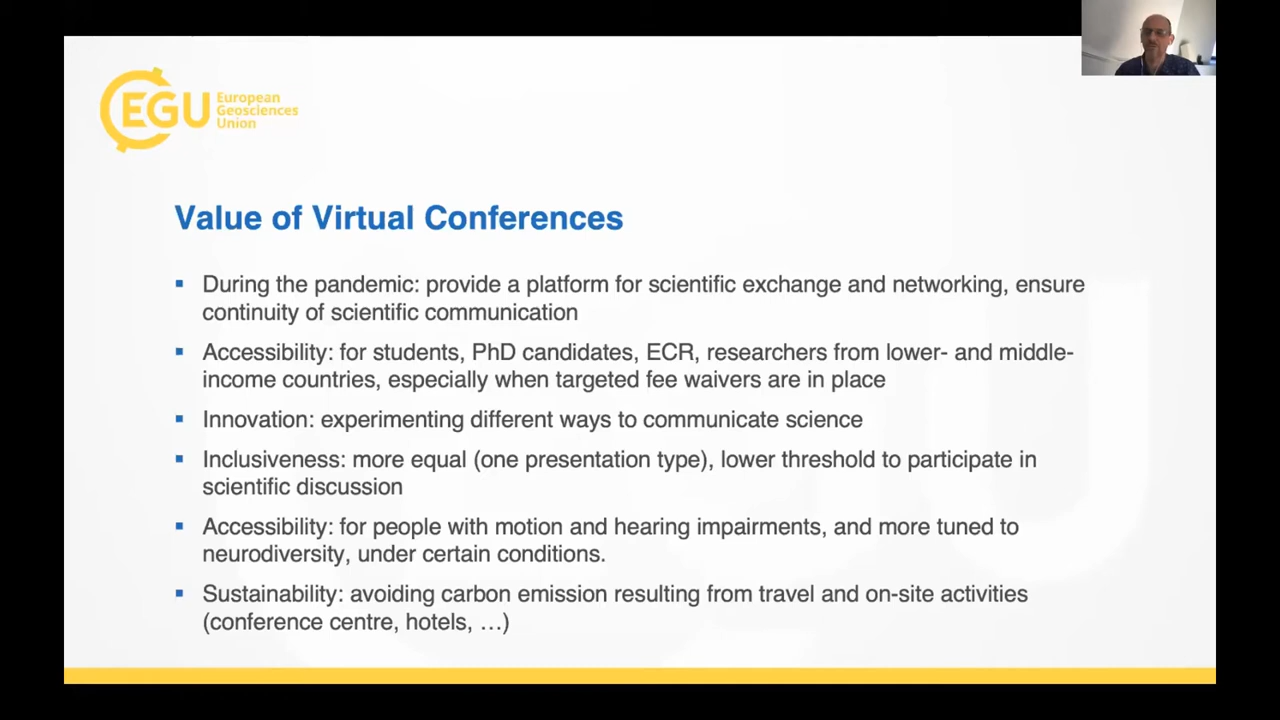 EGU
European
Geosciences
Union
Value of Virtual Conferences
▪ During the pandemic: provide a platform for scientific exchange and networking, ensure
continuity of scientific communication
▪ Accessibility: for students, PhD candidates, ECR, researchers from lower- and middle-
income countries, especially when targeted fee waivers are in place
▪ Innovation: experimenting different ways to communicate science
▪ Inclusiveness: more equal (one presentation type), lower threshold to participate in
scientific discussion
▪ Accessibility: for people with motion and hearing impairments, and more tuned to
neurodiversity, under certain conditions.
▪ Sustainability: avoiding carbon emission resulting from travel and on-site activities
(conference centre, hotels, …)